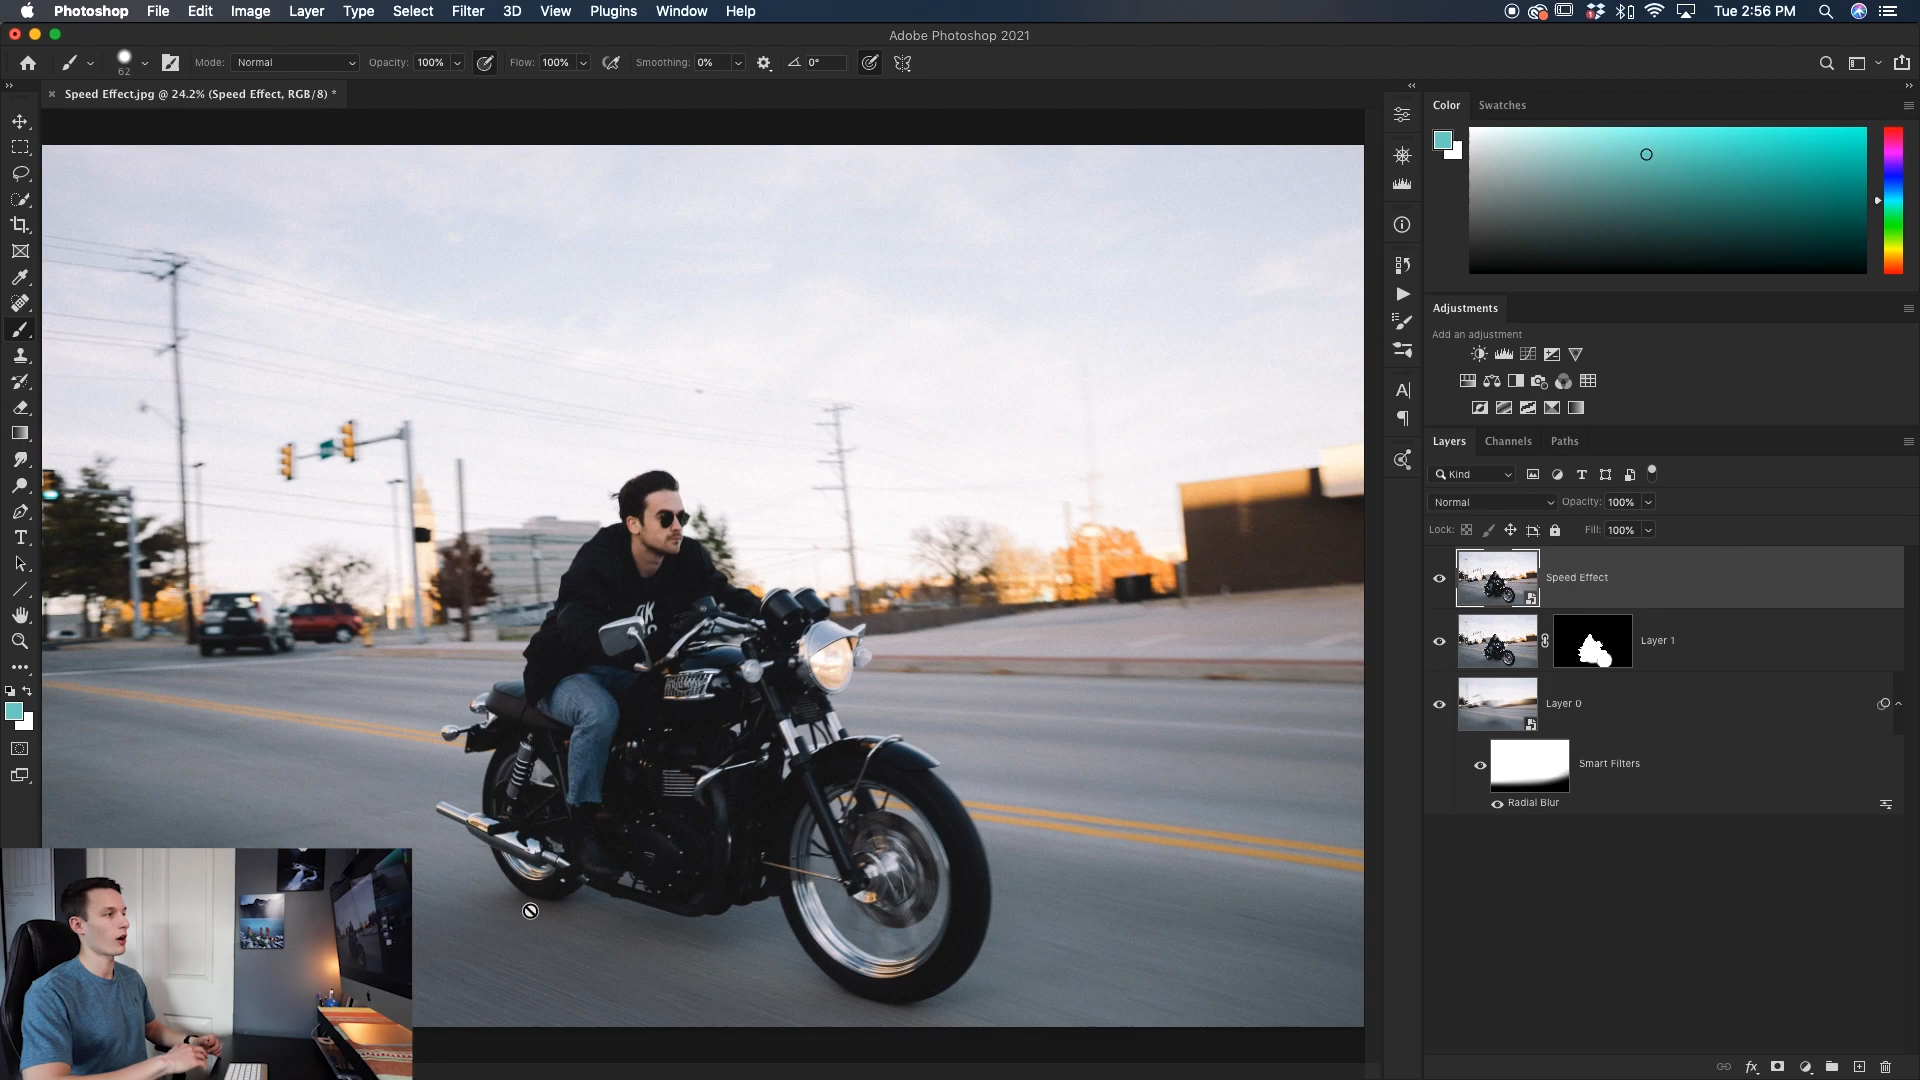 Photoshop File Edit Image Layer Type Select Filter 3D View Plugins Window Help
1
Tue 2:56 PM
Adobe Photoshop 2021
62
Mode: Normal
Opacity: 100%
Flow: 100%
Smoothing: 0%
0°
Speed Effect.jpg @ 24.2% (Speed Effect, RGB/8) *
Color Swatches
Adjustments
Add an adjustment
Layers Channels Paths
Kind
Normal
Opacity: 100%
Lock:
Fill: 100%
Speed Effect
Layer 1
Layer 0
Smart Filters
Radial Blur
fx